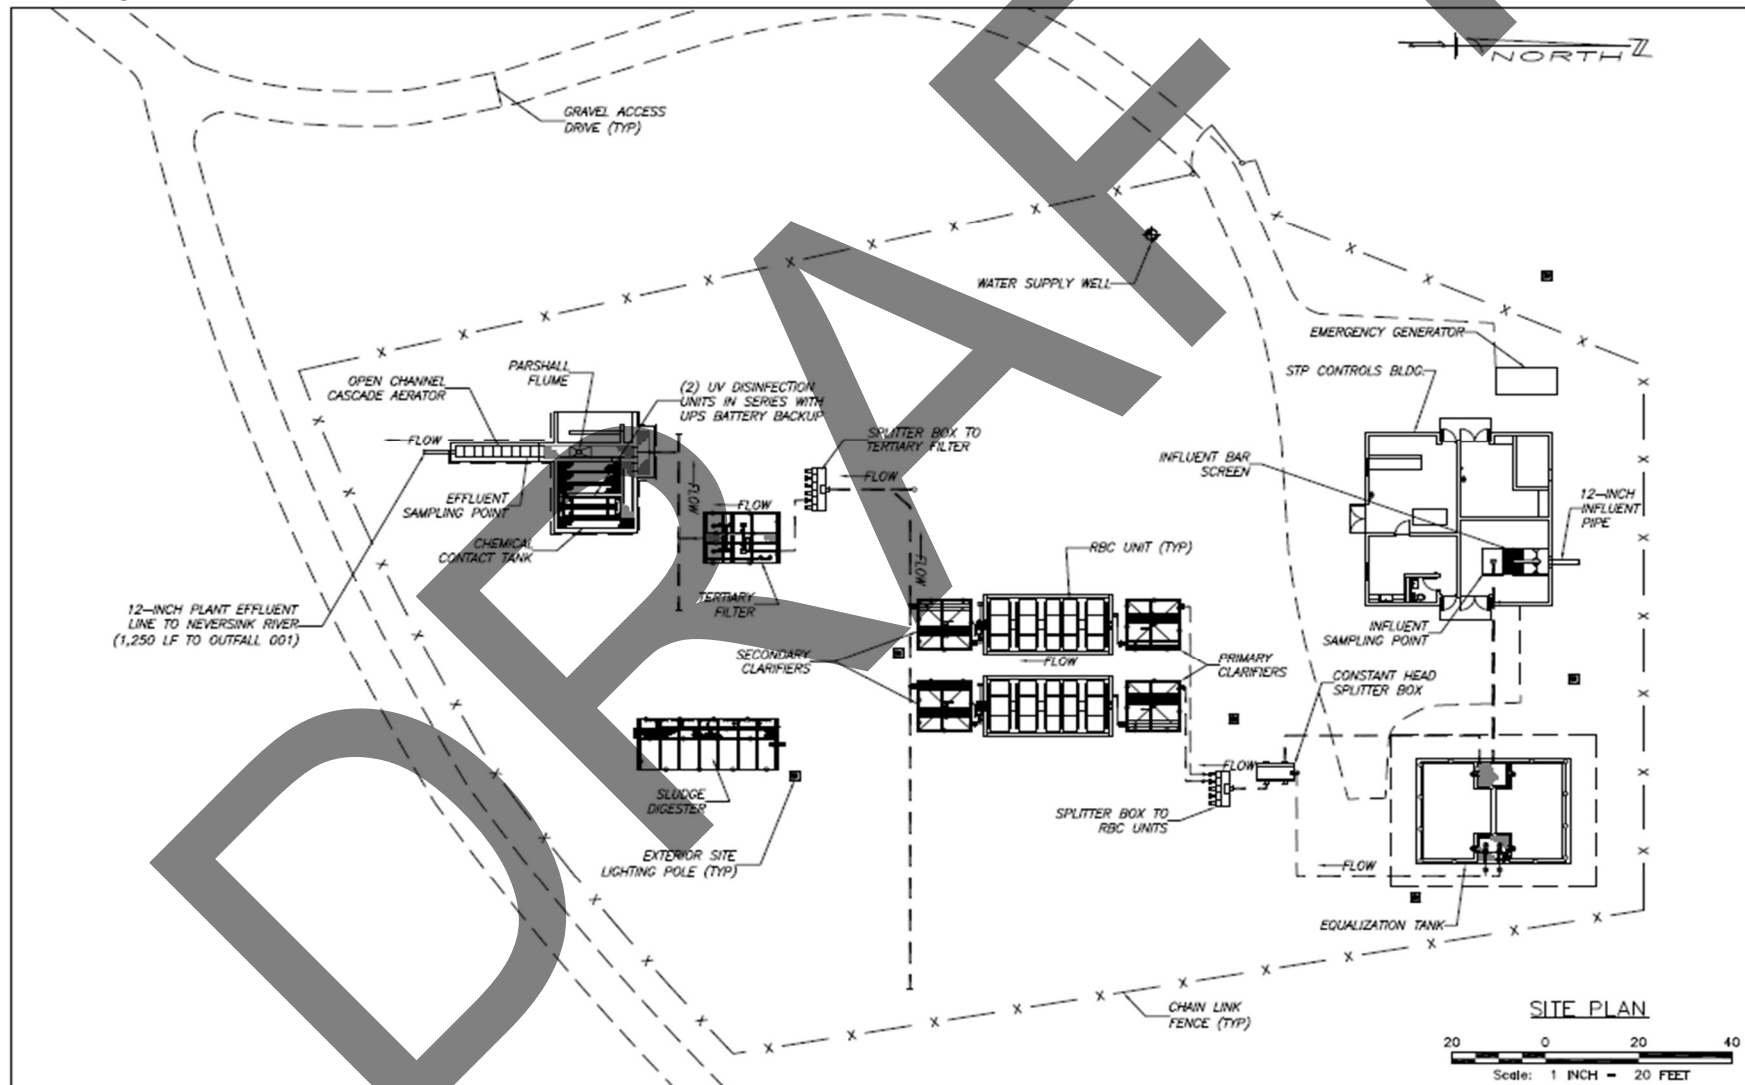 NORTH
GRAVEL ACCESS
DRIVE (TYP)
WATER SUPPLY WELL
EMERGENCY GENERATOR
STP CONTROLS BLDG.
PARSHALL
FLUME
OPEN CHANNEL
CASCADE AERATOR
(2) UV DISINFECTION
UNITS IN SERIES WITH
UPS BATTERY BACKUP
FLOW
SPLITTER BOX TO
TERTIARY FILTER
FLOW
INFLUENT BAR
SCREEN
12-INCH
INFLUENT
PIPE
EFFLUENT
SAMPLING POINT
FLOW
FLOW
CHEMICAL
CONTACT TANK
RBC UNIT (TYP)
FLOW
TERTIARY
FILTER
12-INCH PLANT EFFLUENT
LINE TO NEVERSINK RIVER
(1,250 LF TO OUTFALL 001)
INFLUENT
SAMPLING POINT
SECONDARY
CLARIFIERS
FLOW
PRIMARY
CLARIFIERS
CONSTANT HEAD
SPLITTER BOX
FLOW
SLUDGE
DIGESTER
SPLITTER BOX TO
RBC UNITS
EXTERIOR SITE
LIGHTING POLE (TYP)
FLOW
EQUALIZATION TANK
CHAIN LINK
FENCE (TYP)
SITE PLAN
20 0 20 40
Scale: 1 INCH = 20 FEET
DRAFT